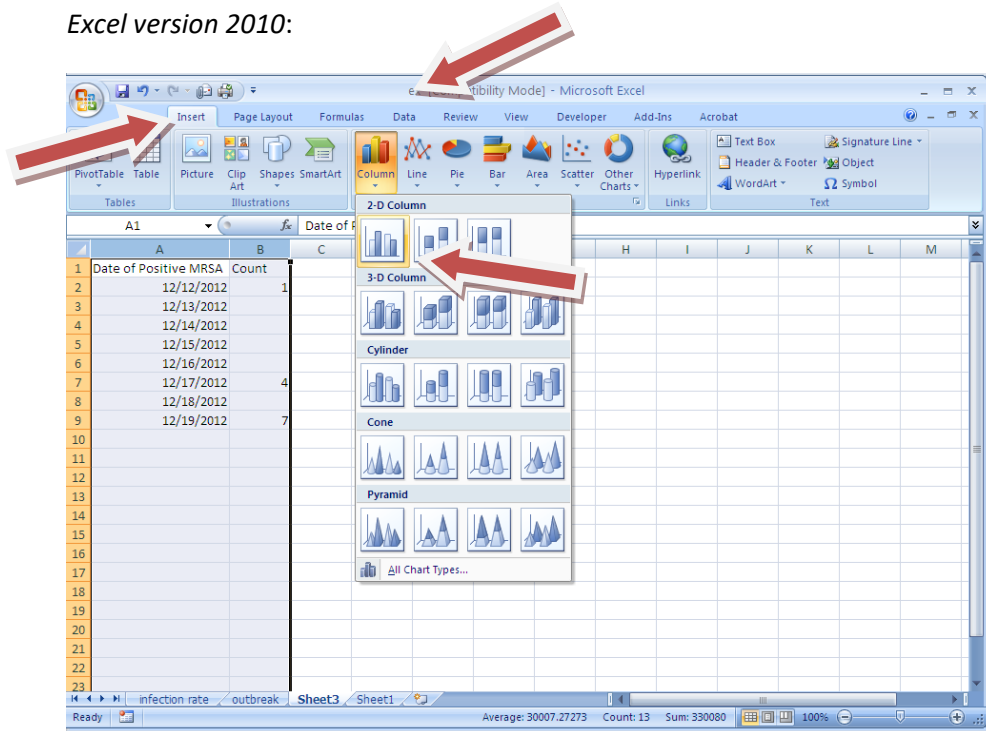 Excel version 2010:
Mode] - Microsoft Excel
Insert Page Layout Formulas Data Review View Developer Add-Ins Acrobat
PivotTable Table Picture Clip Art Shapes SmartArt Column Line Pie Bar Area Scatter Other Charts Hyperlink Text Box Header & Footer WordArt Signature Line Object Symbol
Tables Illustrations Links Text
A1 fx Date of
2-D Column
3-D Column
Cylinder
Cone
Pyramid
All Chart Types...
A B C H I J K L M
1 Date of Positive MRSA Count
2 12/12/2012 1
3 12/13/2012
4 12/14/2012
5 12/15/2012
6 12/16/2012
7 12/17/2012 4
8 12/18/2012
9 12/19/2012 7
10
11
12
13
14
15
16
17
18
19
20
21
22
23
infection rate outbreak Sheet3 Sheet1
Ready Average: 30007.27273 Count: 13 Sum: 330080 100%